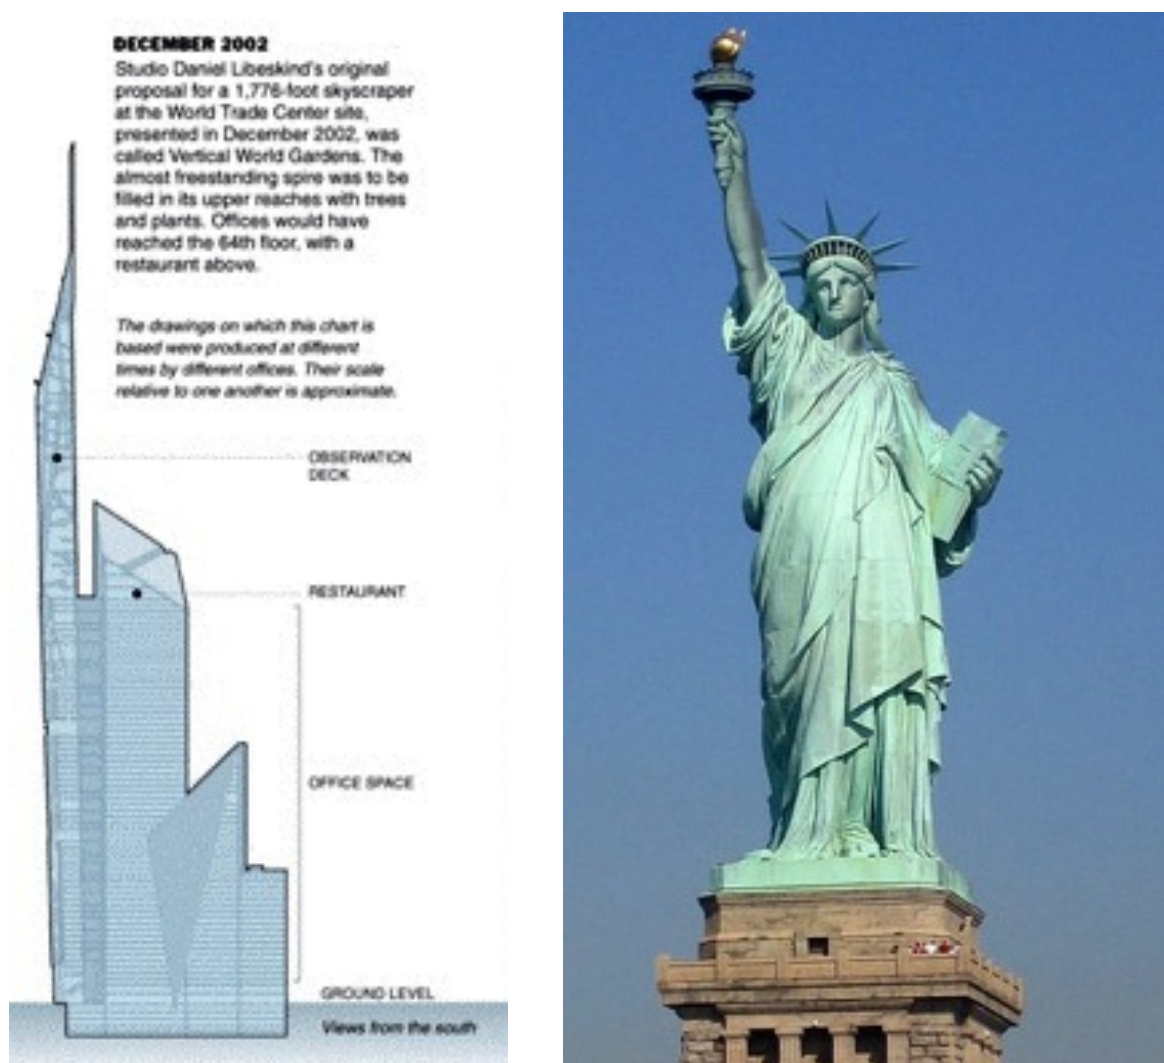 DECEMBER 2002
Studio Daniel Libeskind's original
proposal for a 1,776-foot skyscraper
at the World Trade Center site,
presented in December 2002, was
called Vertical World Gardens. The
almost freestanding spire was to be
filled in its upper reaches with trees
and plants. Offices would have
reached the 64th floor, with a
restaurant above.
The drawings on which this chart is
based were produced at different
times by different offices. Their scale
relative to one another is approximate.
OBSERVATION
DECK
RESTAURANT
OFFICE SPACE
GROUND LEVEL
Views from the south